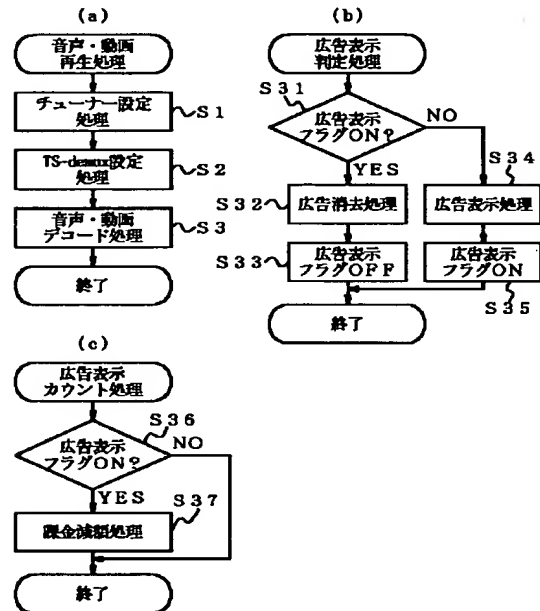 (a)
音声・動画
再生処理
チューナー設定
処理
S1
TS-demux設定
処理
S2
音声・動画
デコード処理
S3
終了
(b)
広告表示
判定処理
S31
広告表示
フラグON?
NO
YES
S32
広告消去処理
S34
広告表示処理
S33
広告表示
フラグOFF
広告表示
フラグON
S35
終了
(c)
広告表示
カウント処理
S36
広告表示
フラグON?
NO
YES
S37
課金減額処理
終了